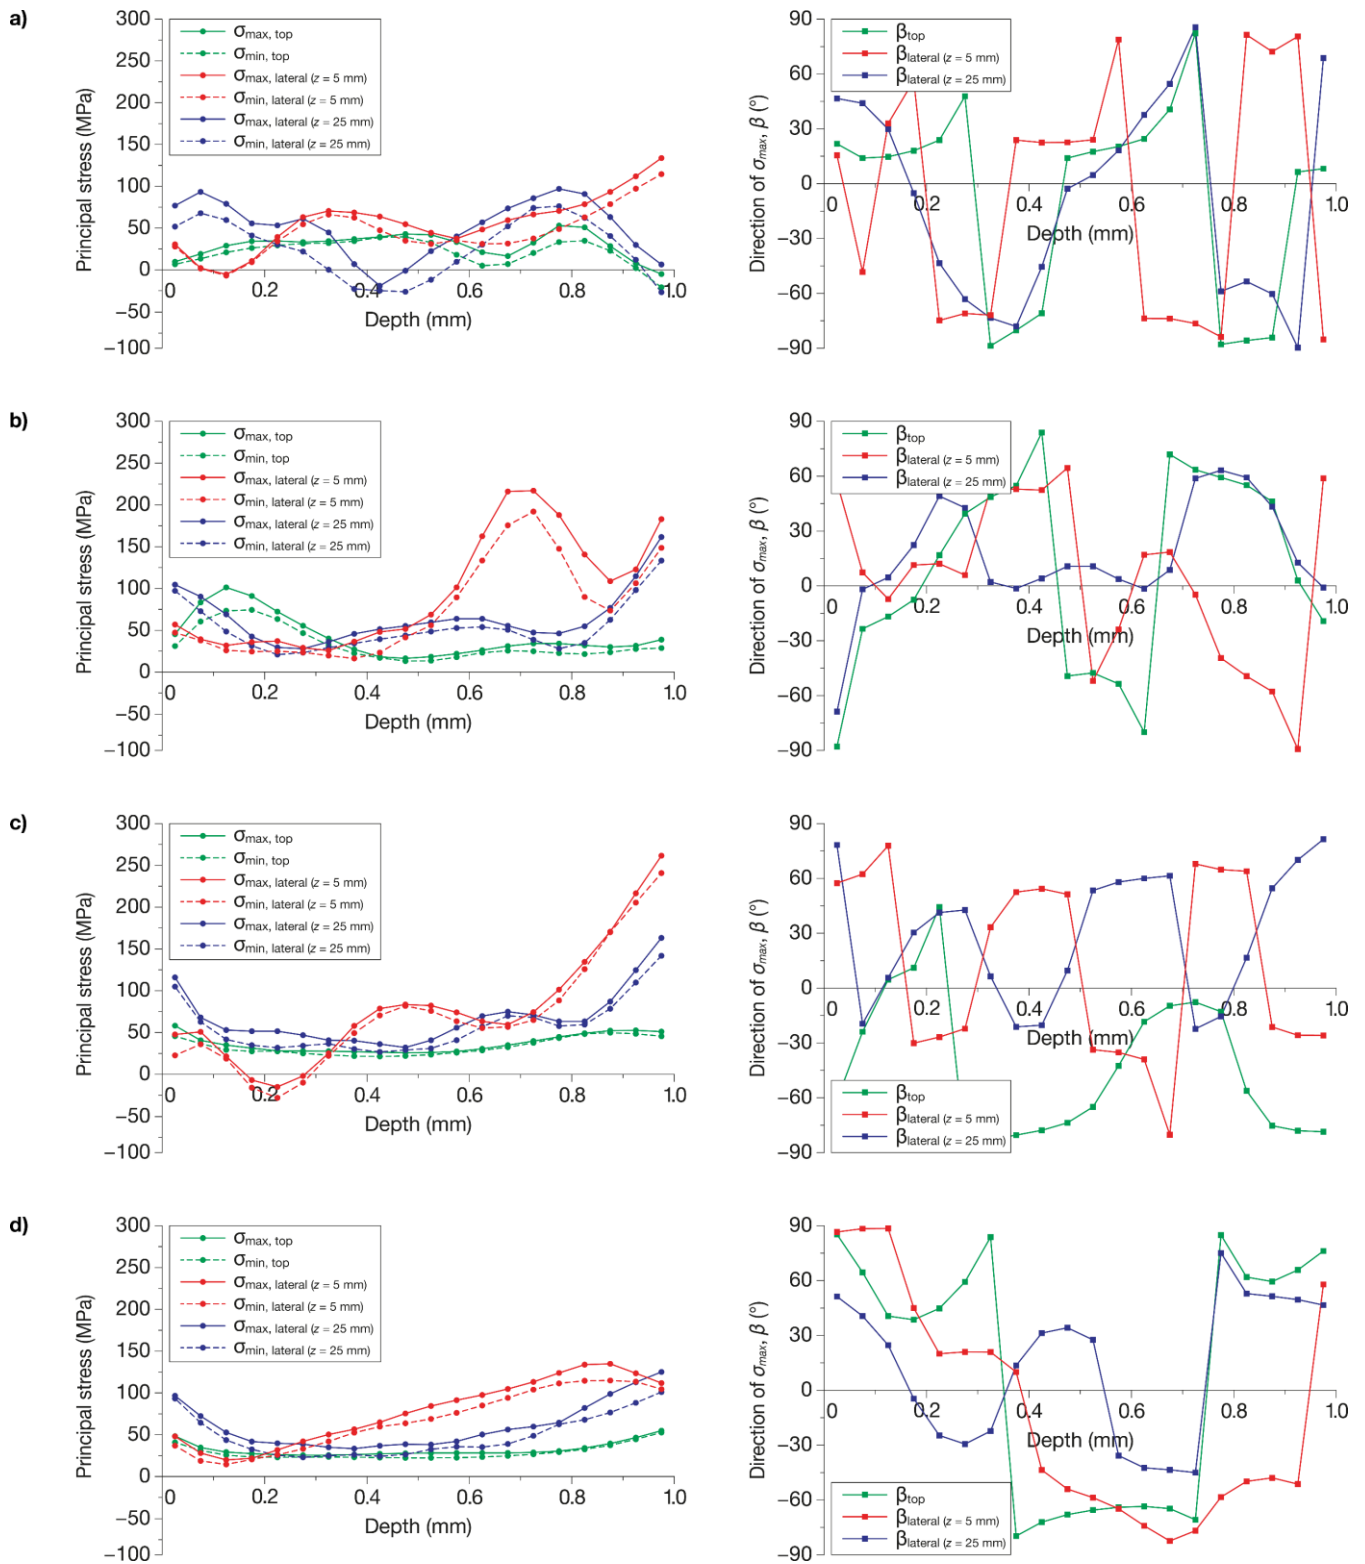 a)
Principal stress (MPa)
300
250
200
150
100
50
0
−50
−100
σmax, top
σmin, top
σmax, lateral (z = 5 mm)
σmin, lateral (z = 5 mm)
σmax, lateral (z = 25 mm)
σmin, lateral (z = 25 mm)
0 0.2 0.4 0.6 0.8 1.0
Depth (mm)
Direction of σmax, β (°)
90
60
30
0
−30
−60
−90
βtop
βlateral (z = 5 mm)
βlateral (z = 25 mm)
0 0.2 0.4 0.6 0.8 1.0
Depth (mm)
b)
Principal stress (MPa)
300
250
200
150
100
50
0
−50
−100
σmax, top
σmin, top
σmax, lateral (z = 5 mm)
σmin, lateral (z = 5 mm)
σmax, lateral (z = 25 mm)
σmin, lateral (z = 25 mm)
0 0.2 0.4 0.6 0.8 1.0
Depth (mm)
Direction of σmax, β (°)
90
60
30
0
−30
−60
−90
βtop
βlateral (z = 5 mm)
βlateral (z = 25 mm)
0 0.2 0.4 0.6 0.8 1.0
Depth (mm)
c)
Principal stress (MPa)
300
250
200
150
100
50
0
−50
−100
σmax, top
σmin, top
σmax, lateral (z = 5 mm)
σmin, lateral (z = 5 mm)
σmax, lateral (z = 25 mm)
σmin, lateral (z = 25 mm)
0 0.2 0.4 0.6 0.8 1.0
Depth (mm)
Direction of σmax, β (°)
90
60
30
0
−30
−60
−90
0 0.2 0.4 0.6 0.8 1.0
Depth (mm)
βtop
βlateral (z = 5 mm)
βlateral (z = 25 mm)
d)
Principal stress (MPa)
300
250
200
150
100
50
0
−50
−100
σmax, top
σmin, top
σmax, lateral (z = 5 mm)
σmin, lateral (z = 5 mm)
σmax, lateral (z = 25 mm)
σmin, lateral (z = 25 mm)
0 0.2 0.4 0.6 0.8 1.0
Depth (mm)
Direction of σmax, β (°)
90
60
30
0
−30
−60
−90
0 0.2 0.4 0.6 0.8 1.0
Depth (mm)
βtop
βlateral (z = 5 mm)
βlateral (z = 25 mm)